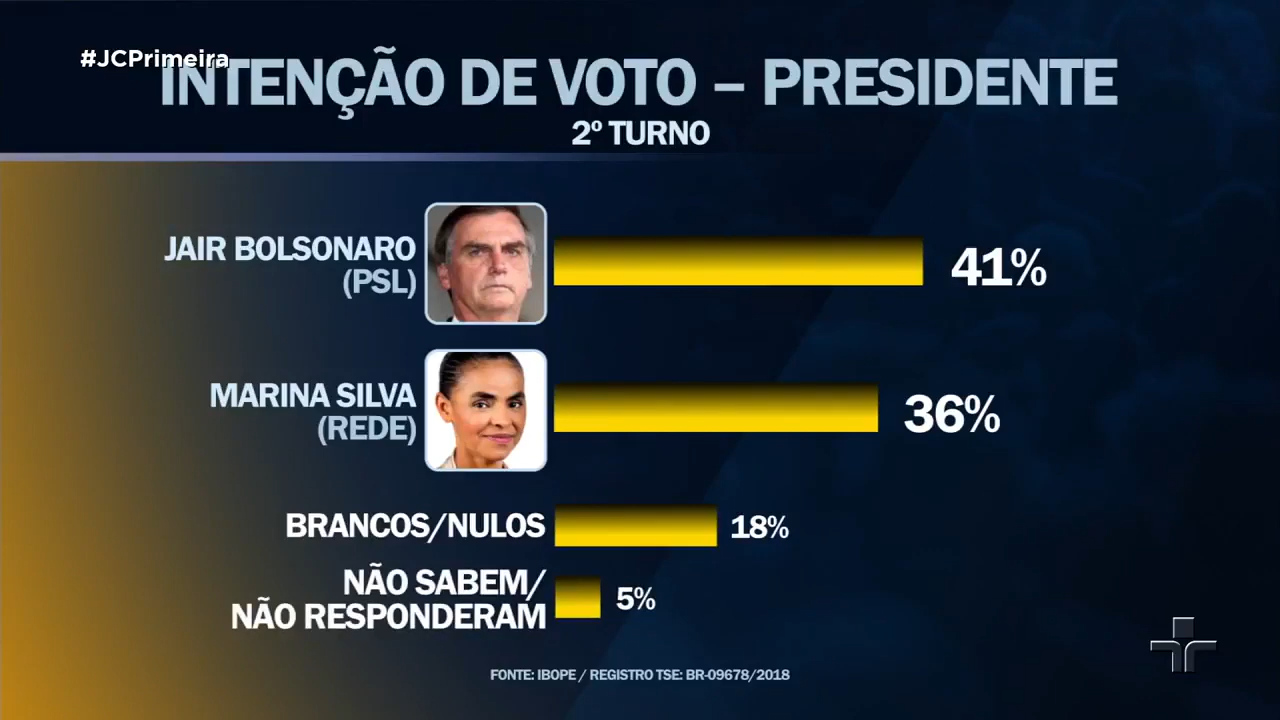 #JCPrimeira
INTENÇÃO DE VOTO – PRESIDENTE
2º TURNO
JAIR BOLSONARO
(PSL)
41%
MARINA SILVA
(REDE)
36%
BRANCOS/NULOS
18%
NÃO SABEM/
NÃO RESPONDERAM
5%
FONTE: IBOPE / REGISTRO TSE: BR-09678/2018